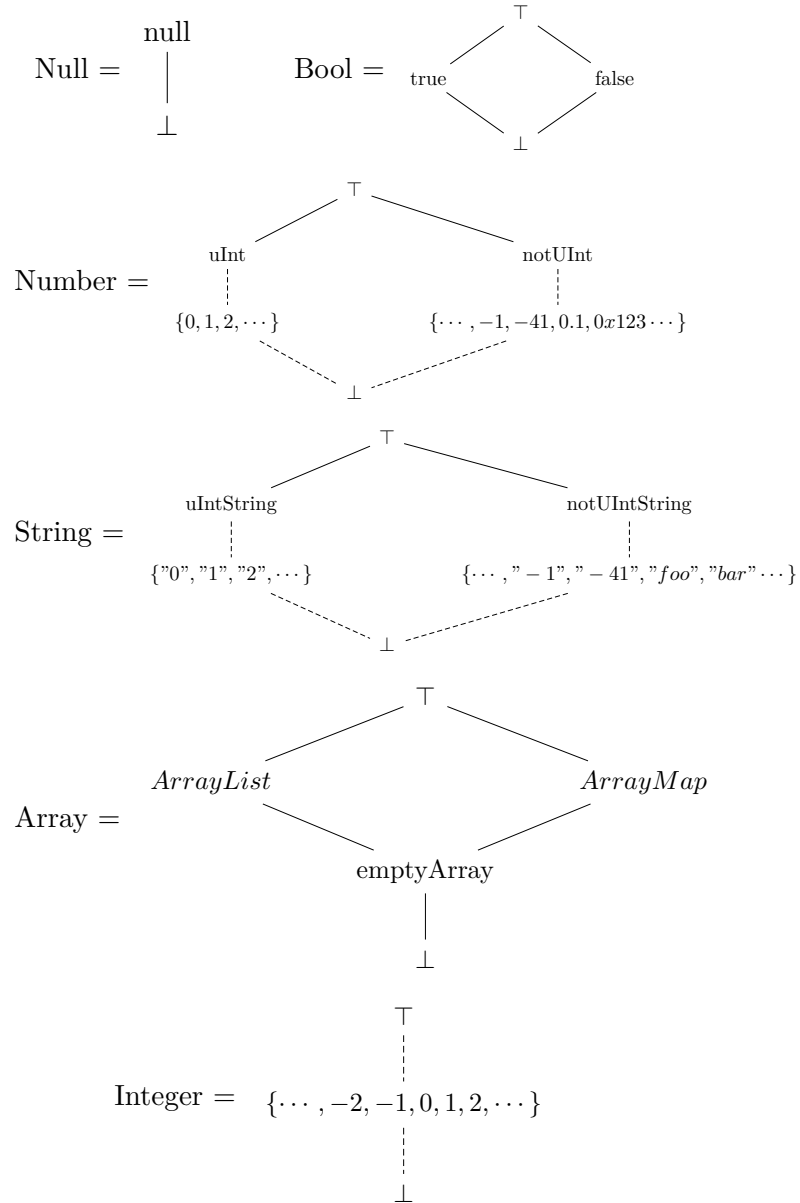 null
Null =
⊥
⊤
Bool =
true
false
⊥
⊤
uInt
notUInt
Number =
{0, 1, 2, ⋯}
{⋯ , −1, −41, 0.1, 0x123 ⋯}
⊥
⊤
uIntString
notUIntString
String =
{"0", "1", "2", ⋯}
{⋯ , " − 1", " − 41", "foo", "bar" ⋯}
⊥
⊤
ArrayList
ArrayMap
Array =
emptyArray
⊥
⊤
Integer =
{⋯ , −2, −1, 0, 1, 2, ⋯}
⊥